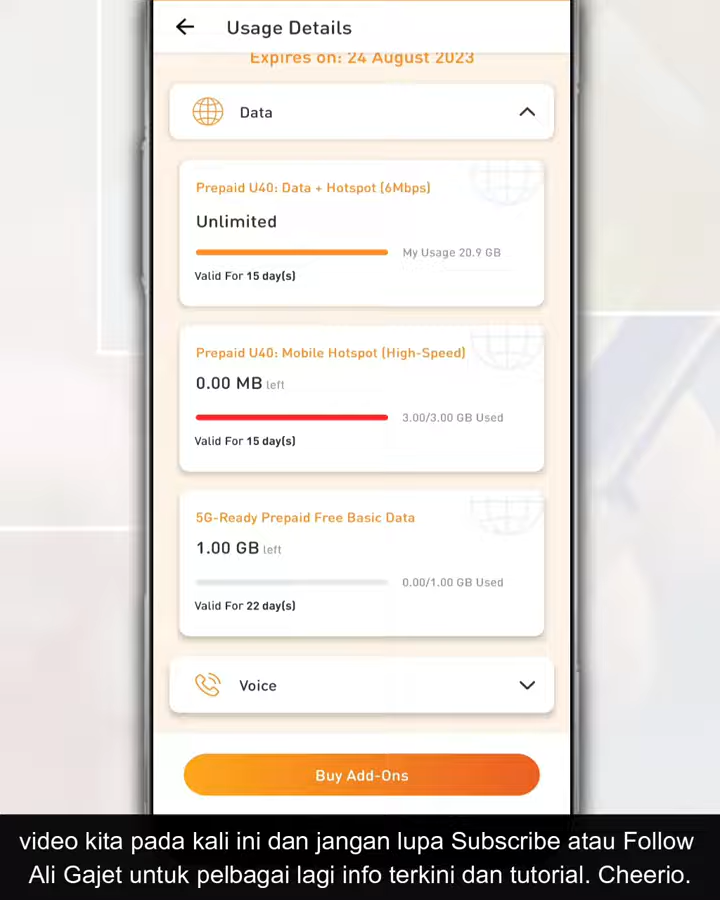 Usage Details
Expires on: 24 August 2023
Data
Prepaid U40: Data + Hotspot (6Mbps)
Unlimited
My Usage 20.9 GB
Valid For 15 day(s)
Prepaid U40: Mobile Hotspot (High-Speed)
0.00 MB left
3.00/3.00 GB Used
Valid For 15 day(s)
5G-Ready Prepaid Free Basic Data
1.00 GB left
0.00/1.00 GB Used
Valid For 22 day(s)
Voice
Buy Add-Ons
video kita pada kali ini dan jangan lupa Subscribe atau Follow
Ali Gajet untuk pelbagai lagi info terkini dan tutorial. Cheerio.